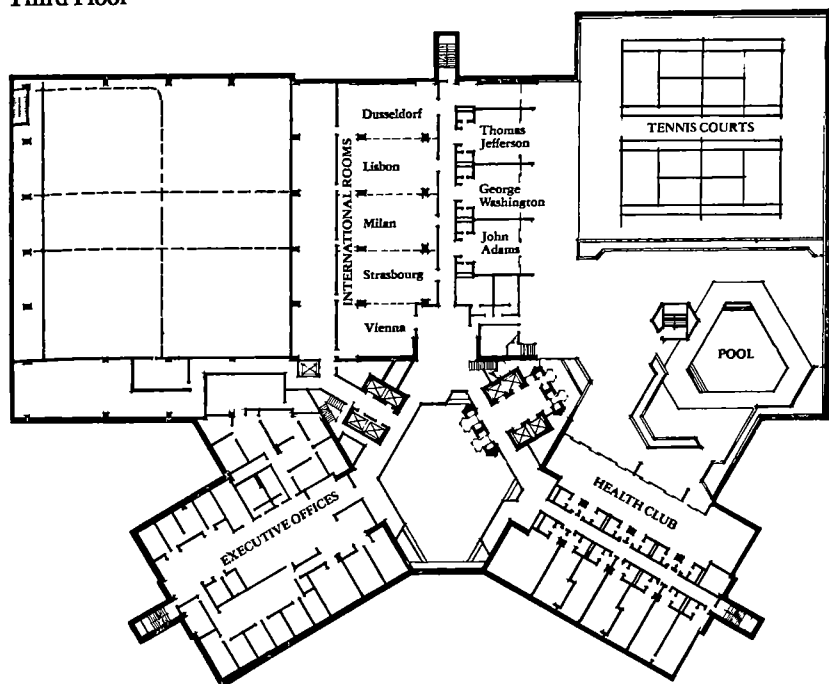 Third Floor
Dusseldorf
Lisbon
Milan
Strasbourg
Vienna
INTERNATIONAL ROOMS
Thomas
Jefferson
George
Washington
John
Adams
TENNIS COURTS
POOL
HEALTH CLUB
EXECUTIVE OFFICES